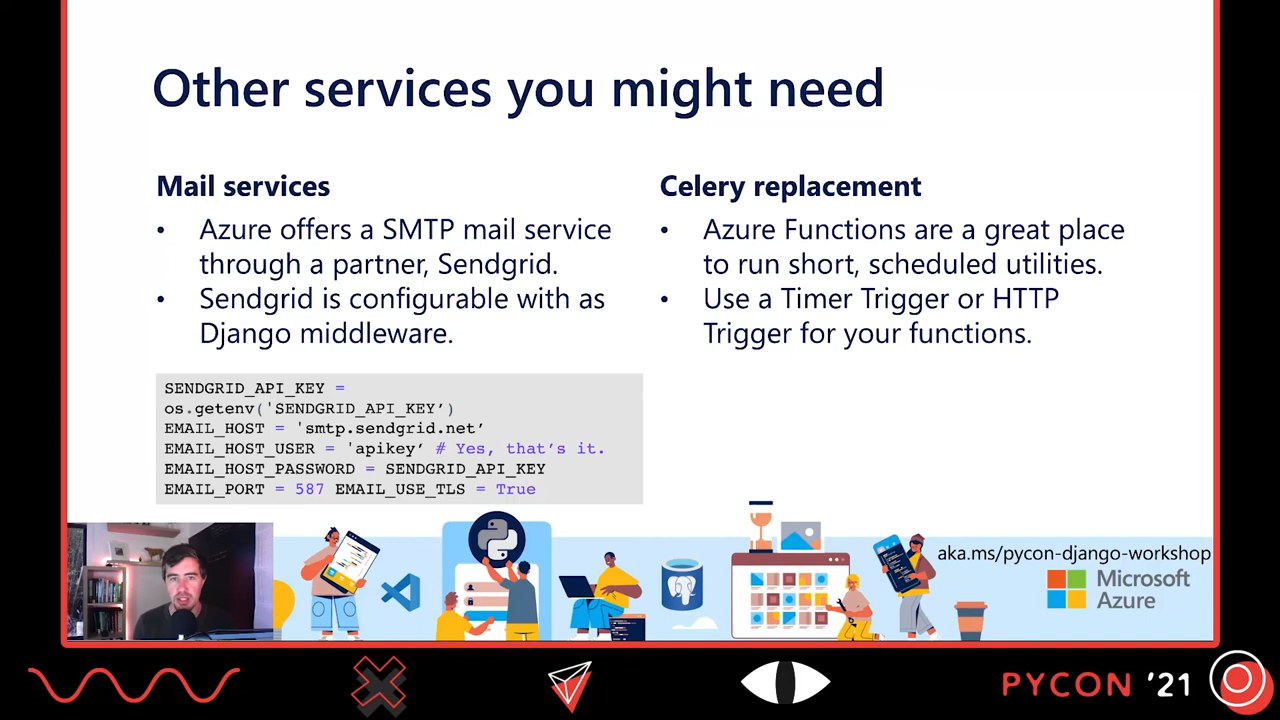 Other services you might need
Mail services
• Azure offers a SMTP mail service
through a partner, Sendgrid.
• Sendgrid is configurable with as
Django middleware.
SENDGRID_API_KEY =
os.getenv('SENDGRID_API_KEY’)
EMAIL_HOST = 'smtp.sendgrid.net’
EMAIL_HOST_USER = 'apikey’ # Yes, that’s it.
EMAIL_HOST_PASSWORD = SENDGRID_API_KEY
EMAIL_PORT = 587 EMAIL_USE_TLS = True
Celery replacement
• Azure Functions are a great place
to run short, scheduled utilities.
• Use a Timer Trigger or HTTP
Trigger for your functions.
aka.ms/pycon-django-workshop
Microsoft
Azure
PYCON '21